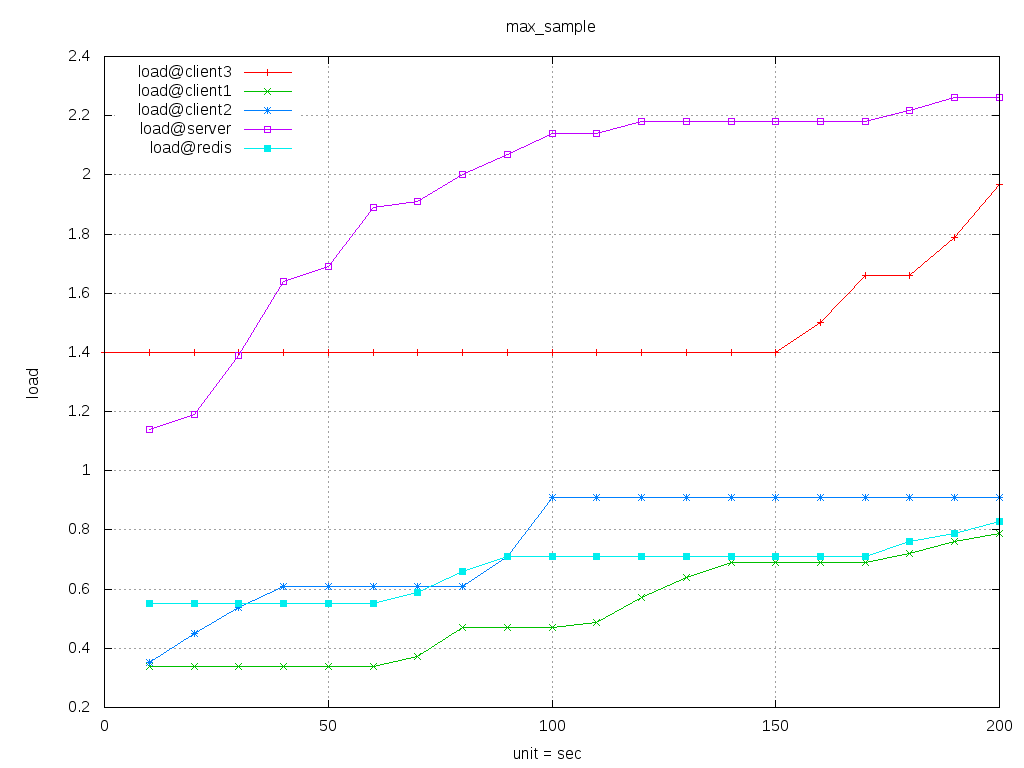 max_sample
load@client3
load@client1
load@client2
load@server
load@redis
2.4
2.2
2
1.8
1.6
1.4
1.2
1
0.8
0.6
0.4
0.2
load
0 50 100 150 200
unit = sec